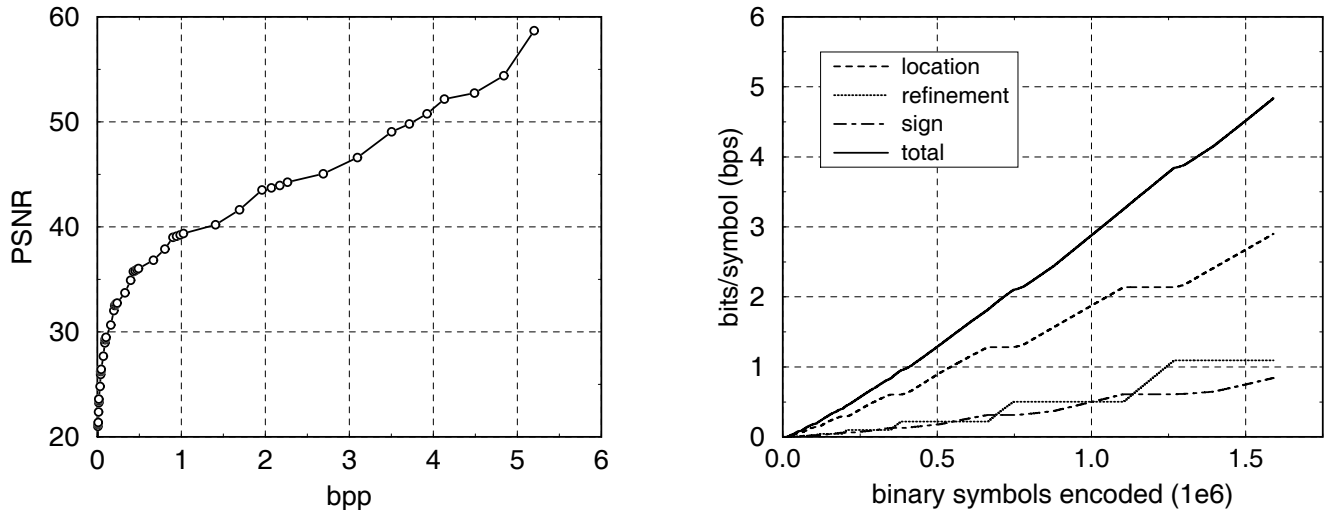 60
50
40
30
20
PSNR
0 1 2 3 4 5 6
bpp
6
5
4
3
2
1
0
bits/symbol (bps)
location
refinement
sign
total
0.0 0.5 1.0 1.5
binary symbols encoded (1e6)